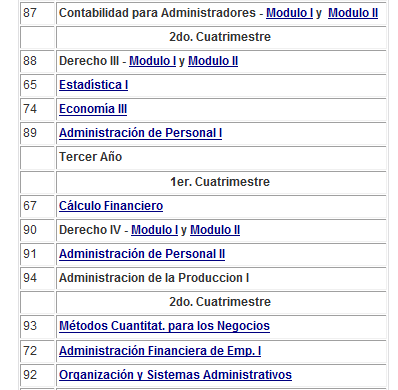 87 Contabilidad para Administradores - Modulo I y Modulo II
2do. Cuatrimestre
88 Derecho III - Modulo I y Modulo II
65 Estadística I
74 Economía III
89 Administración de Personal I
Tercer Año
1er. Cuatrimestre
67 Cálculo Financiero
90 Derecho IV - Modulo I y Modulo II
91 Administración de Personal II
94 Administracion de la Produccion I
2do. Cuatrimestre
93 Métodos Cuantitat. para los Negocios
72 Administración Financiera de Emp. I
92 Organización y Sistemas Administrativos